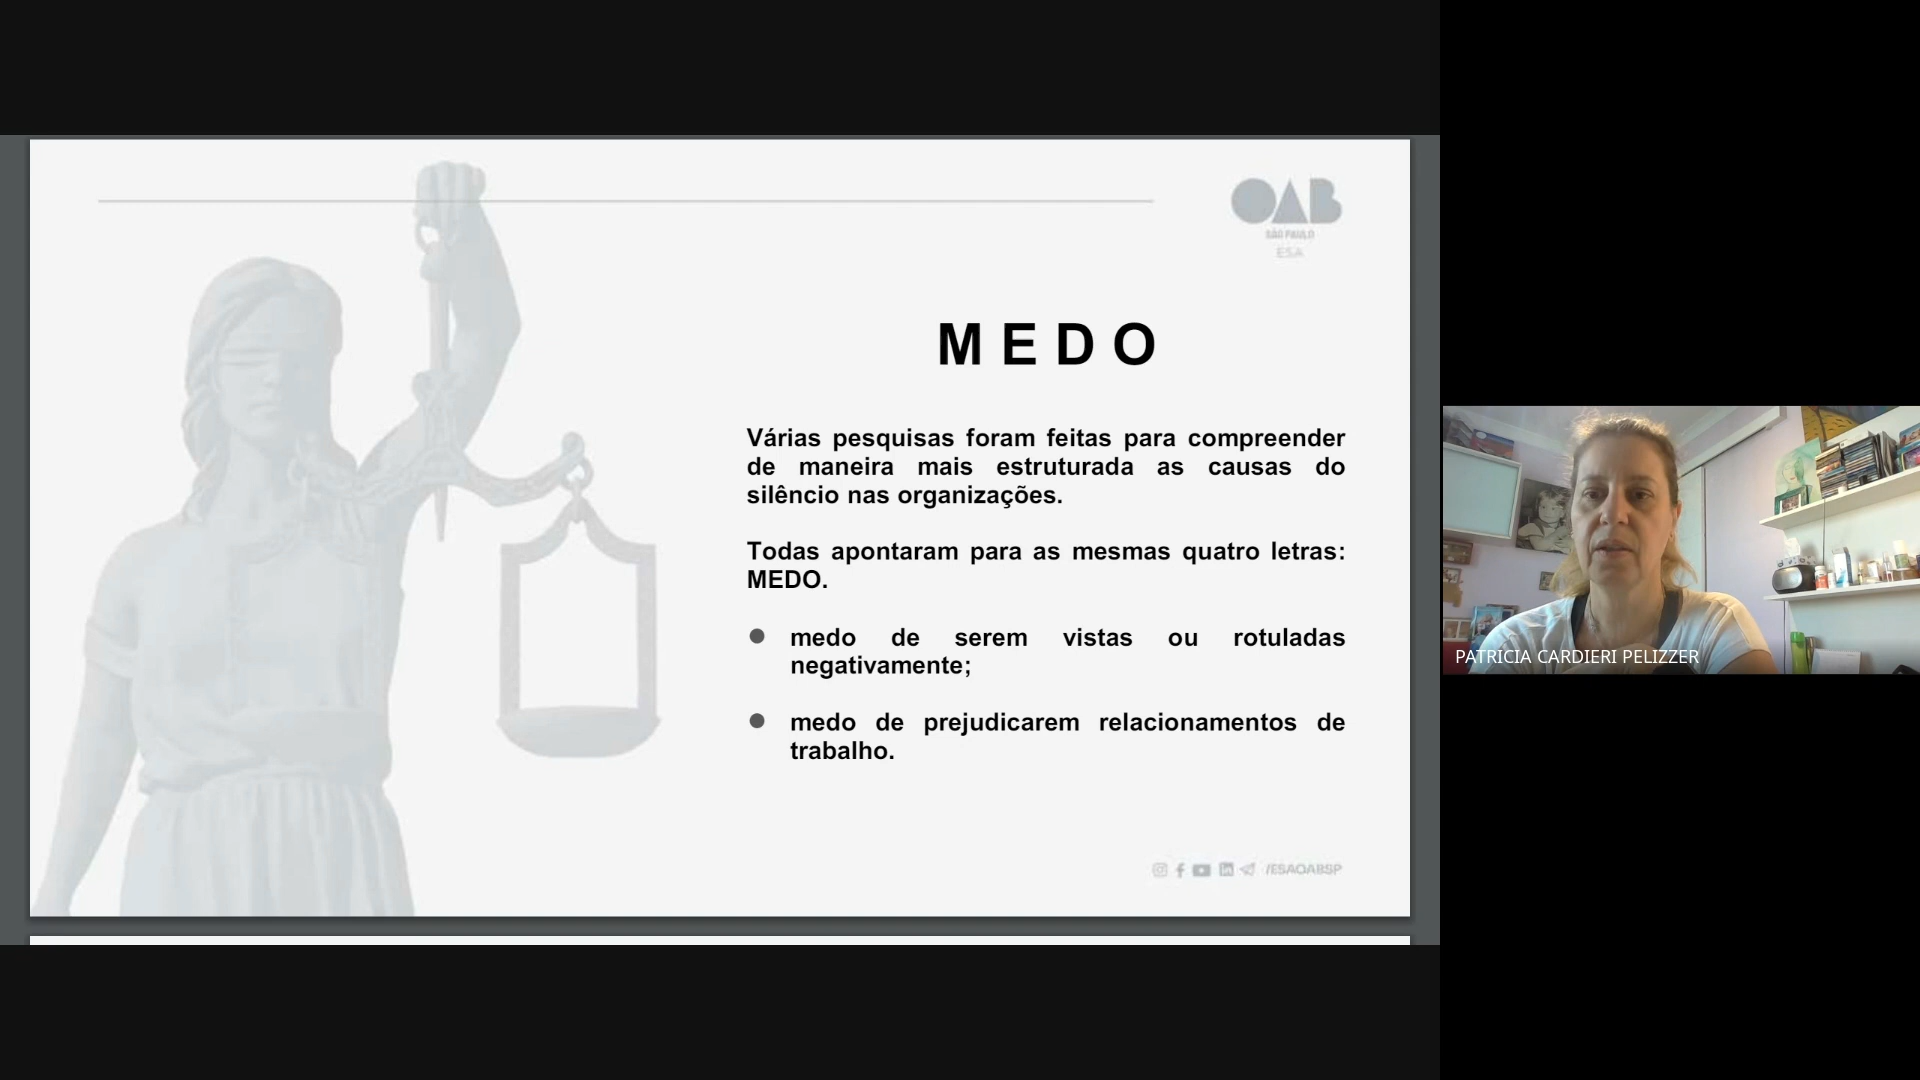 OAB
SÃO PAULO
ESA
MEDO
Várias pesquisas foram feitas para compreender
de maneira mais estruturada as causas do
silêncio nas organizações.
Todas apontaram para as mesmas quatro letras:
MEDO.
medo de serem vistas ou rotuladas
negativamente;
medo de prejudicarem relacionamentos de
trabalho.
/ESAOABSP
PATRICIA CARDIERI PELIZZER